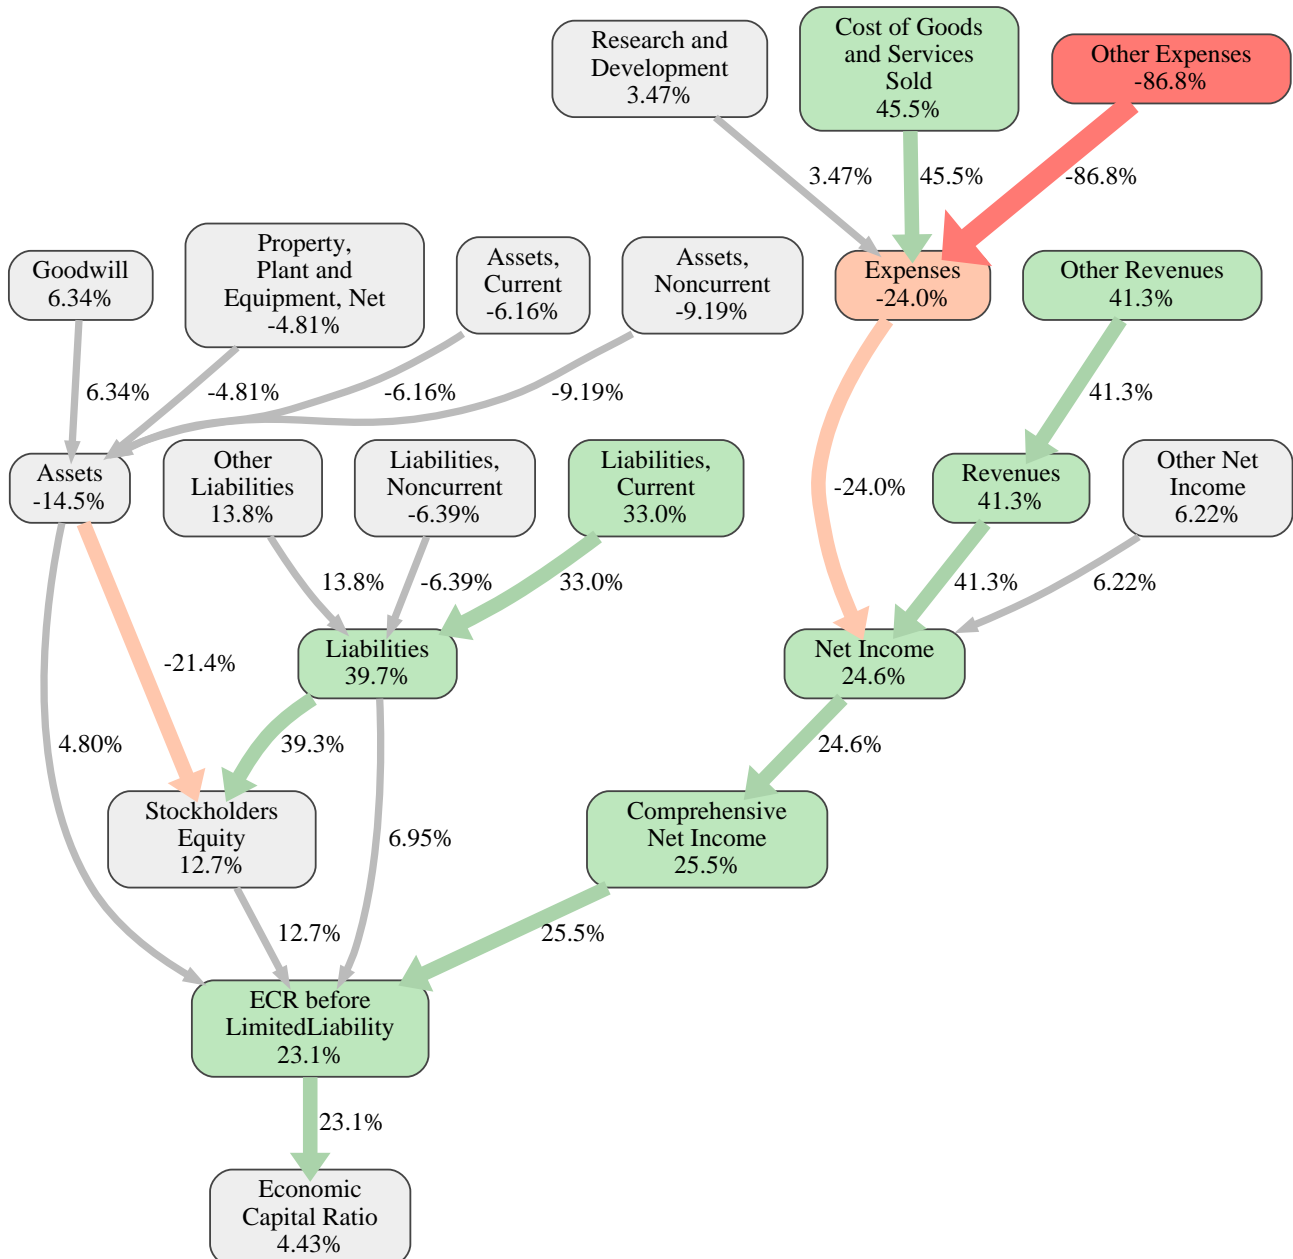 Research and
Development
3.47%
Cost of Goods
and Services
Sold
45.5%
Other Expenses
-86.8%
3.47%
45.5%
-86.8%
Goodwill
6.34%
Property,
Plant and
Equipment, Net
-4.81%
Assets,
Current
-6.16%
Assets,
Noncurrent
-9.19%
Expenses
-24.0%
Other Revenues
41.3%
6.34%
-4.81%
-6.16%
-9.19%
41.3%
Assets
-14.5%
Other
Liabilities
13.8%
Liabilities,
Noncurrent
-6.39%
Liabilities,
Current
33.0%
-24.0%
Revenues
41.3%
Other Net
Income
6.22%
13.8%
-6.39%
33.0%
41.3%
6.22%
-21.4%
Liabilities
39.7%
Net Income
24.6%
4.80%
39.3%
24.6%
Stockholders
Equity
12.7%
6.95%
Comprehensive
Net Income
25.5%
12.7%
25.5%
ECR before
LimitedLiability
23.1%
23.1%
Economic
Capital Ratio
4.43%